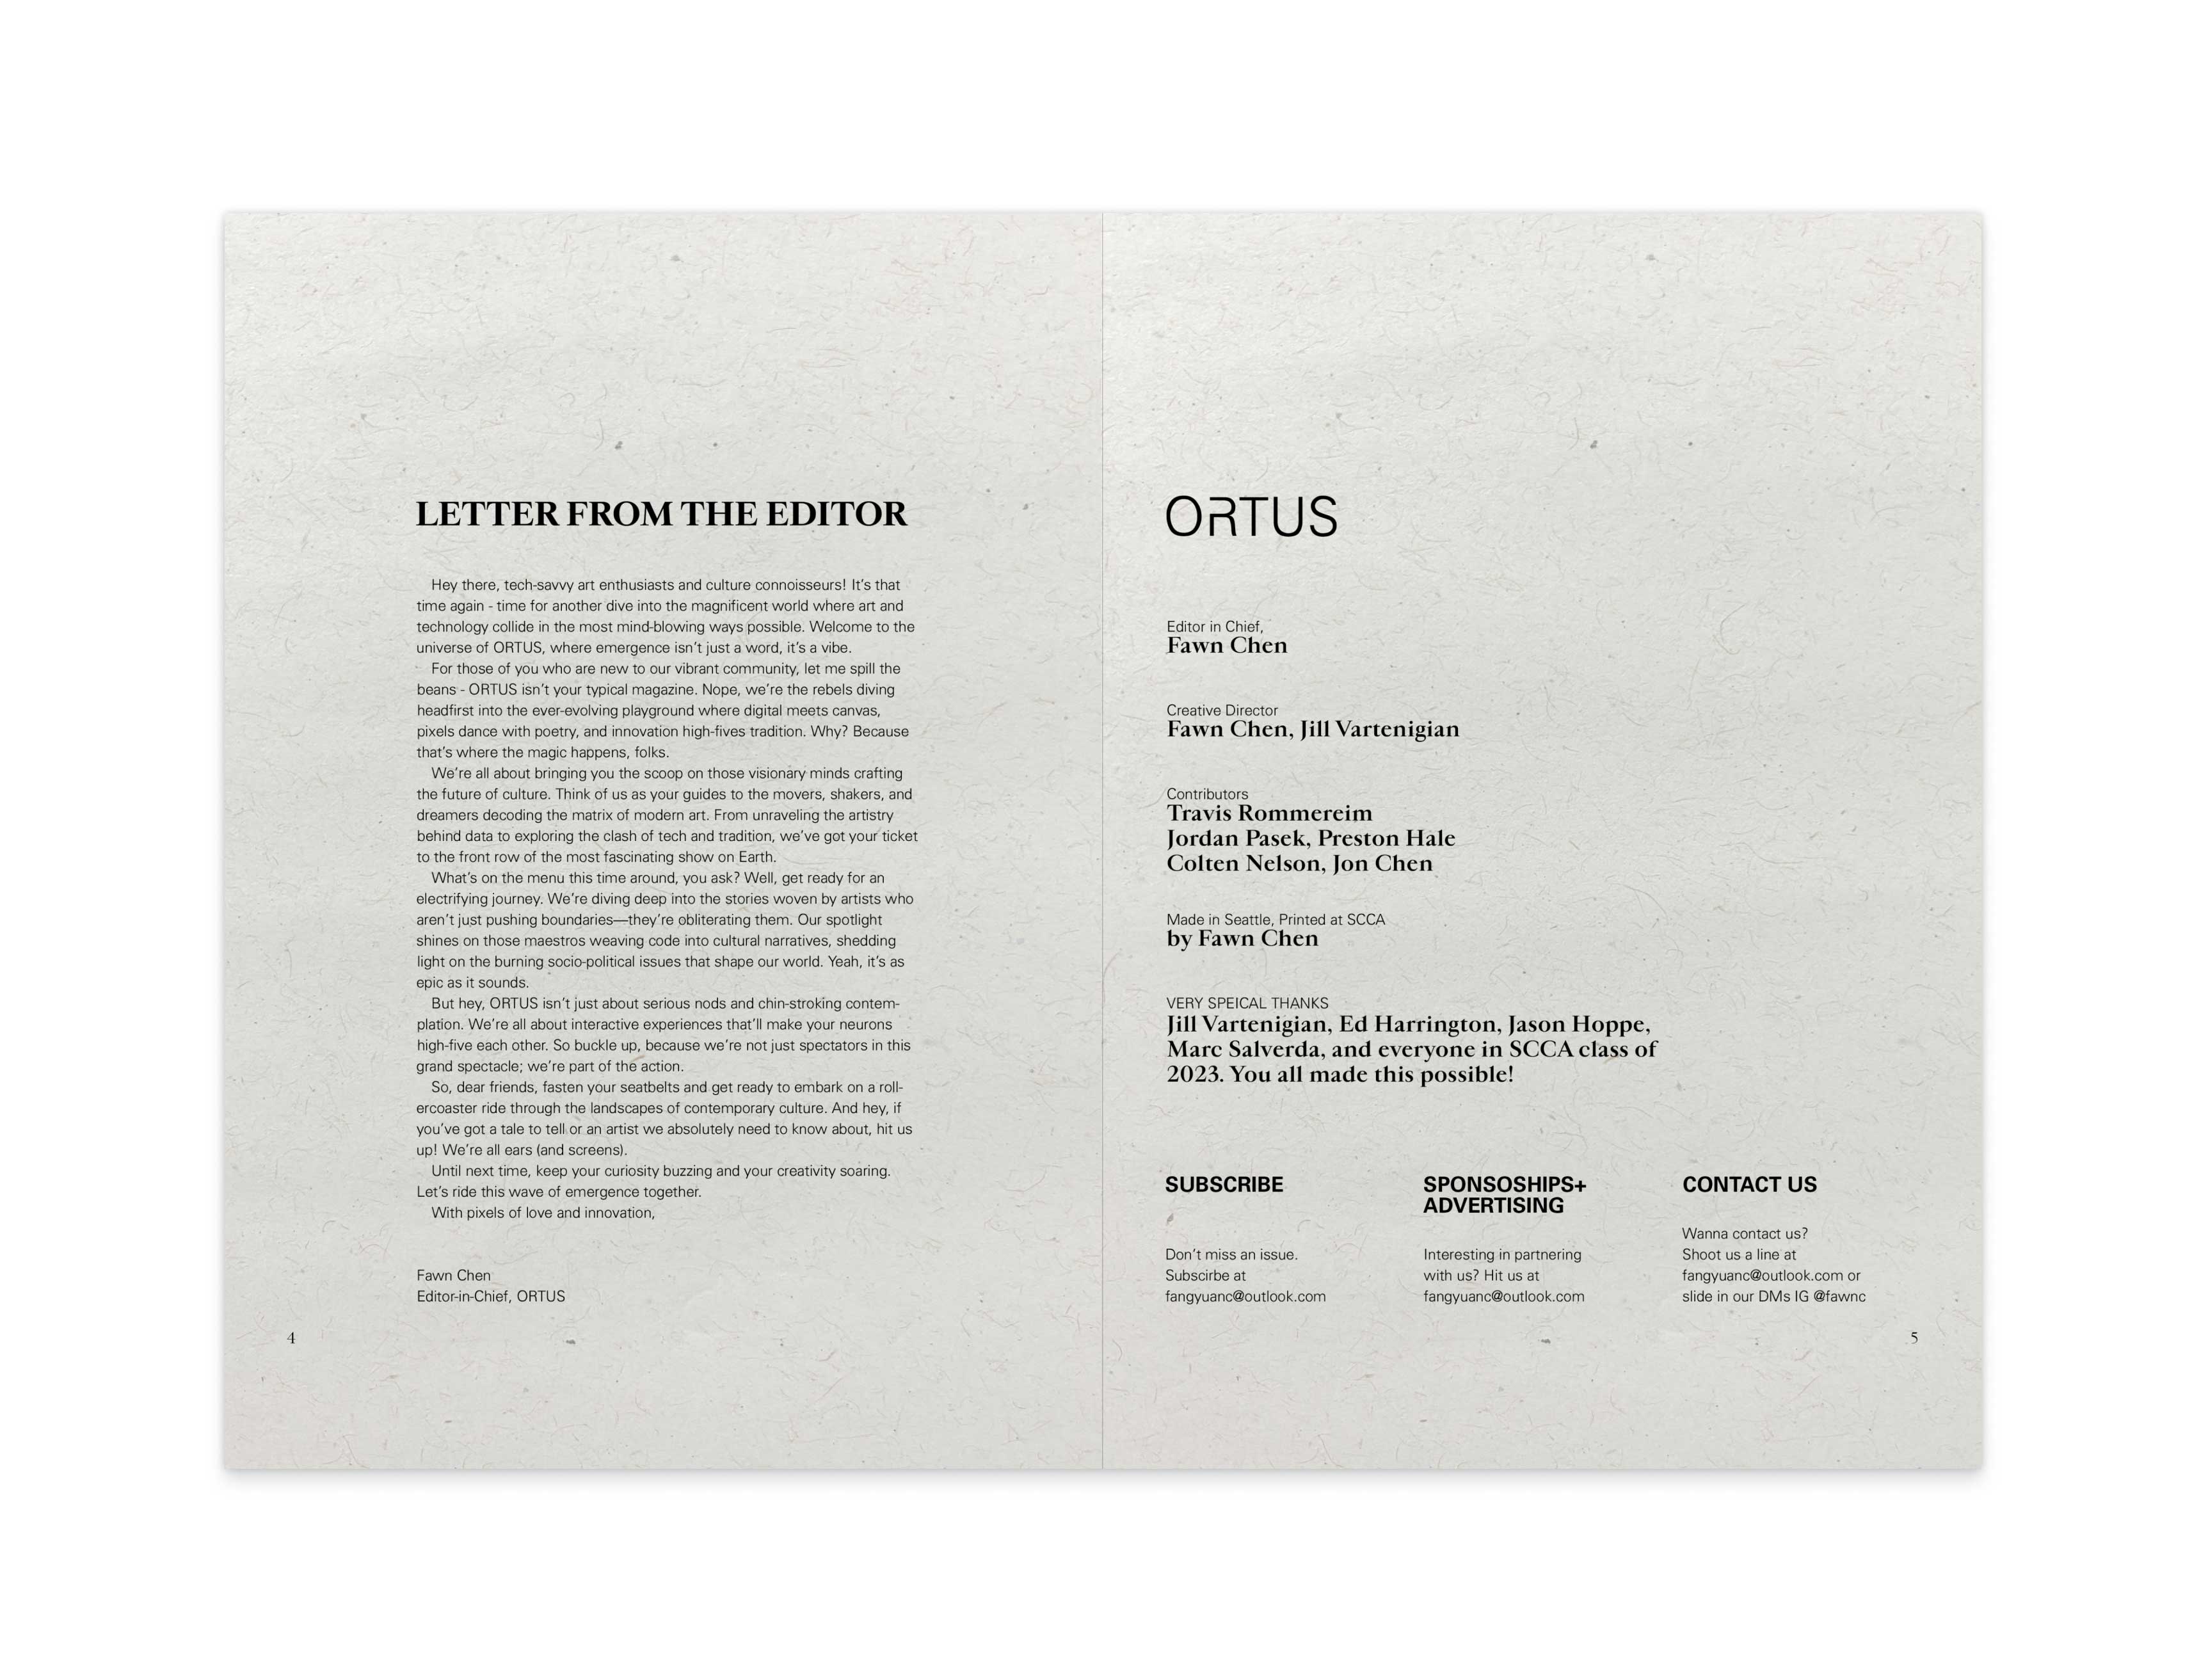 LETTER FROM THE EDITOR
Hey there, tech-savvy art enthusiasts and culture connoisseurs! It's that
time again - time for another dive into the magnificent world where art and
technology collide in the most mind-blowing ways possible. Welcome to the
universe of ORTUS, where emergence isn't just a word, it's a vibe.
For those of you who are new to our vibrant community, let me spill the
beans - ORTUS isn't your typical magazine. Nope, we're the rebels diving
headfirst into the ever-evolving playground where digital meets canvas,
pixels dance with poetry, and innovation high-fives tradition. Why? Because
that's where the magic happens, folks.
We're all about bringing you the scoop on those visionary minds crafting
the future of culture. Think of us as your guides to the movers, shakers, and
dreamers decoding the matrix of modern art. From unraveling the artistry
behind data to exploring the clash of tech and tradition, we've got your ticket
to the front row of the most fascinating show on Earth.
What's on the menu this time around, you ask? Well, get ready for an
electrifying journey. We're diving deep into the stories woven by artists who
aren't just pushing boundaries—they're obliterating them. Our spotlight
shines on those maestros weaving code into cultural narratives, shedding
light on the burning socio-political issues that shape our world. Yeah, it's as
epic as it sounds.
But hey, ORTUS isn't just about serious nods and chin-stroking contem-
plation. We're all about interactive experiences that'll make your neurons
high-five each other. So buckle up, because we're not just spectators in this
grand spectacle; we're part of the action.
So, dear friends, fasten your seatbelts and get ready to embark on a roll-
ercoaster ride through the landscapes of contemporary culture. And hey, if
you've got a tale to tell or an artist we absolutely need to know about, hit us
up! We're all ears (and screens).
Until next time, keep your curiosity buzzing and your creativity soaring.
Let's ride this wave of emergence together.
With pixels of love and innovation,
Fawn Chen
Editor-in-Chief, ORTUS
4
ORTUS
Editor in Chief,
Fawn Chen
Creative Director
Fawn Chen, Jill Vartenigian
Contributors
Travis Rommereim
Jordan Pasek, Preston Hale
Colten Nelson, Jon Chen
Made in Seattle, Printed at SCCA
by Fawn Chen
VERY SPEICAL THANKS
Jill Vartenigian, Ed Harrington, Jason Hoppe,
Marc Salverda, and everyone in SCCA class of
2023. You all made this possible!
SUBSCRIBE
Don't miss an issue.
Subscirbe at
fangyuanc@outlook.com
SPONSOSHIPS+
ADVERTISING
Interesting in partnering
with us? Hit us at
fangyuanc@outlook.com
CONTACT US
Wanna contact us?
Shoot us a line at
fangyuanc@outlook.com or
slide in our DMs IG @fawnc
5